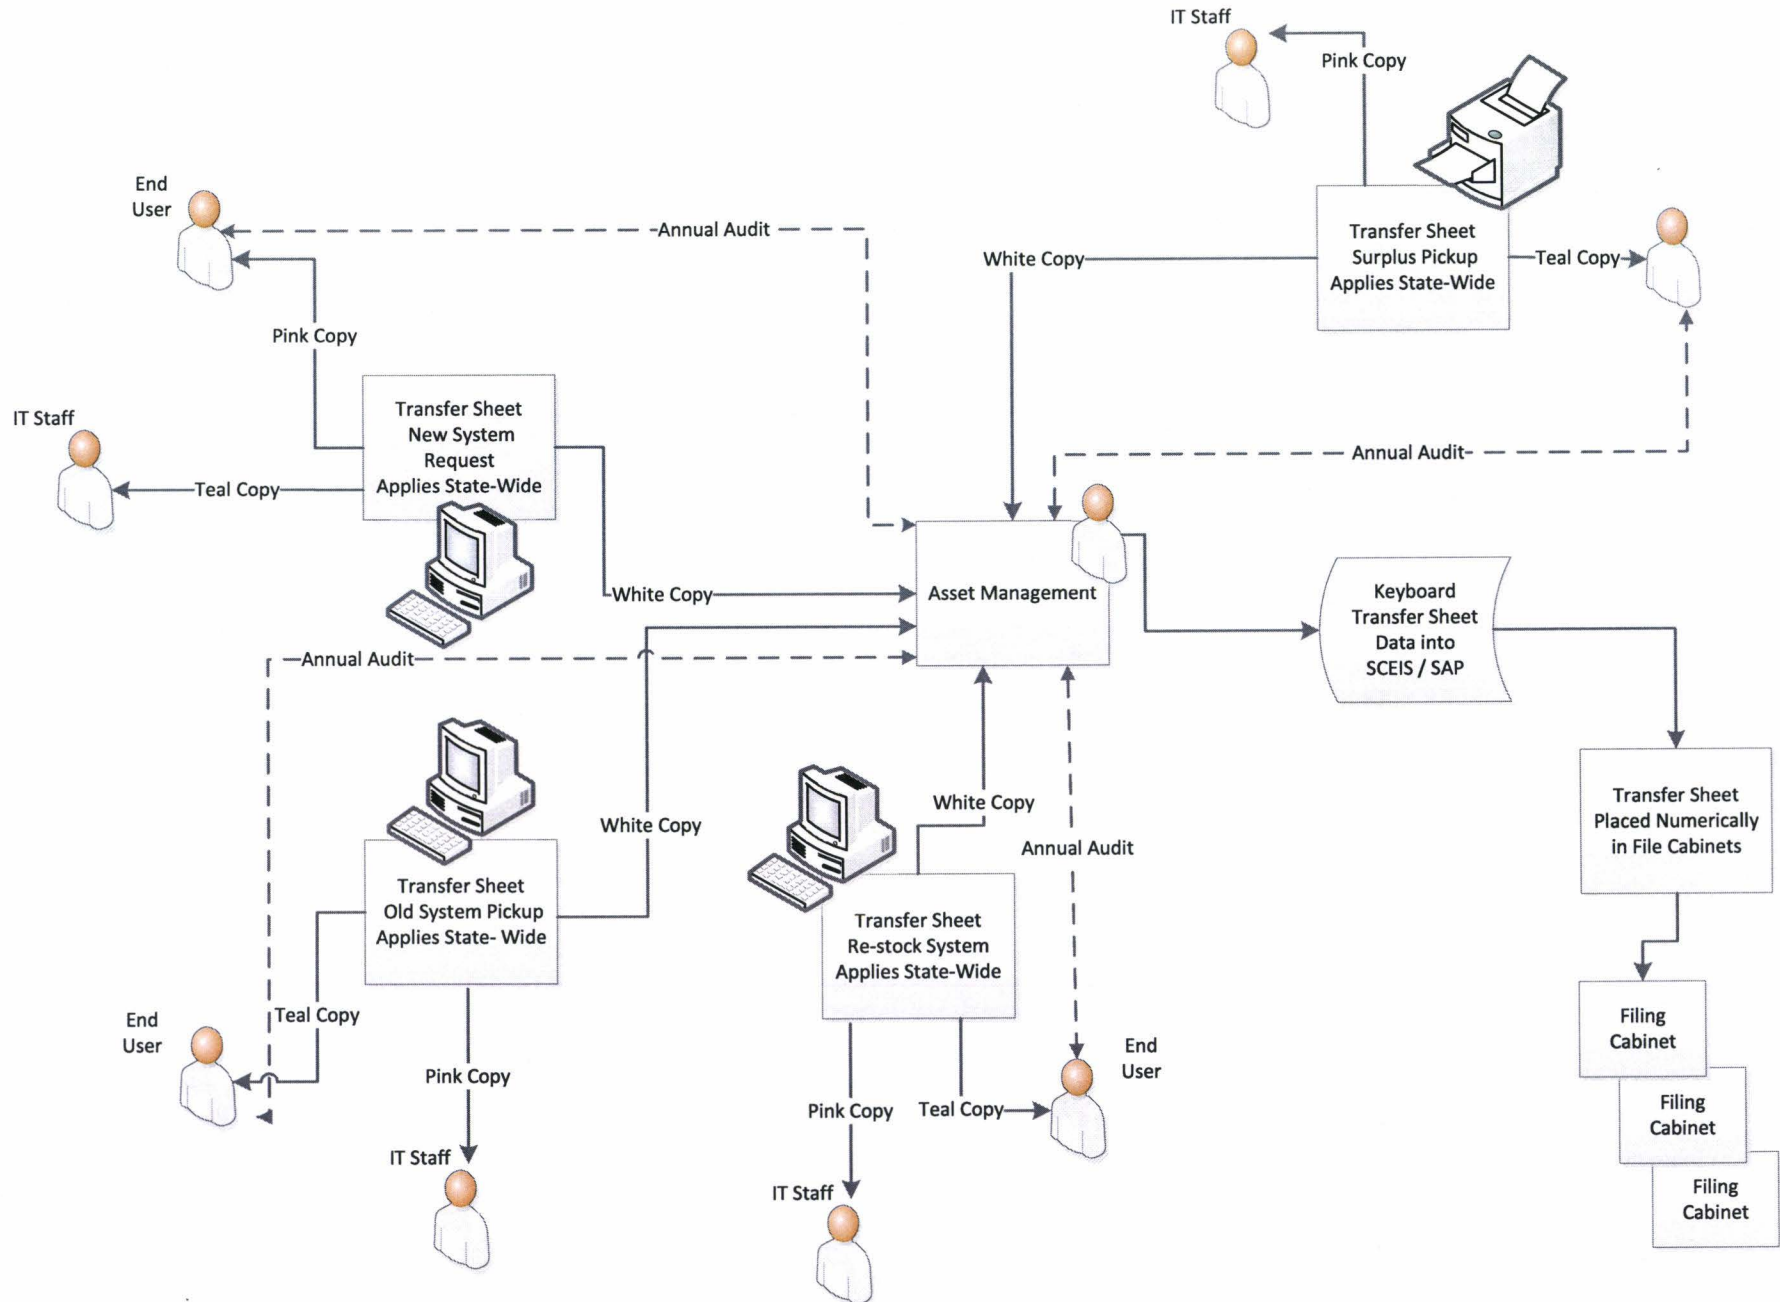 IT Staff
Pink Copy
End
User
Annual Audit
Transfer Sheet
Surplus Pickup
Applies State-Wide
White Copy
Teal Copy
Pink Copy
IT Staff
Transfer Sheet
New System
Request
Applies State-Wide
Teal Copy
Annual Audit
White Copy
Asset Management
Keyboard
Transfer Sheet
Data into
SCEIS / SAP
Annual Audit
White Copy
White Copy
Annual Audit
Transfer Sheet
Placed Numerically
in File Cabinets
Transfer Sheet
Old System Pickup
Applies State- Wide
Transfer Sheet
Re-stock System
Applies State-Wide
Teal Copy
End
User
Pink Copy
IT Staff
Pink Copy
Teal Copy
End
User
IT Staff
Filing
Cabinet
Filing
Cabinet
Filing
Cabinet